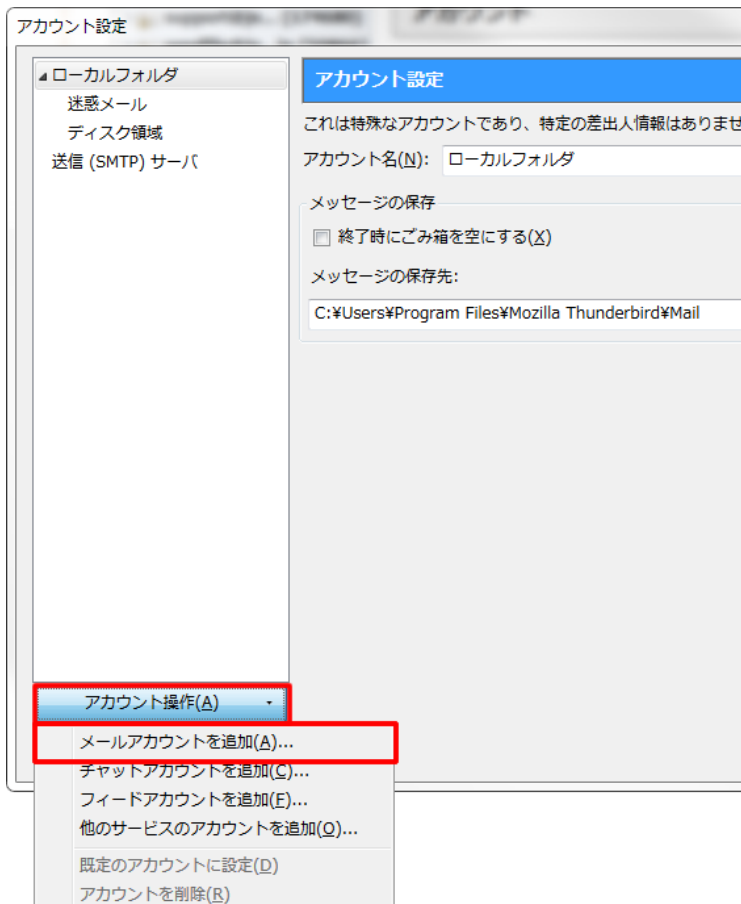 アカウント設定
ローカルフォルダ
迷惑メール
ディスク領域
送信 (SMTP) サーバ
アカウント設定
これは特殊なアカウントであり、特定の差出人情報はありませ
アカウント名(N): ローカルフォルダ
メッセージの保存
終了時にごみ箱を空にする(X)
メッセージの保存先:
C:¥Users¥Program Files¥Mozilla Thunderbird¥Mail
アカウント操作(A)
メールアカウントを追加(A)...
チャットアカウントを追加(C)...
フィードアカウントを追加(F)...
他のサービスのアカウントを追加(O)...
既定のアカウントに設定(D)
アカウントを削除(R)